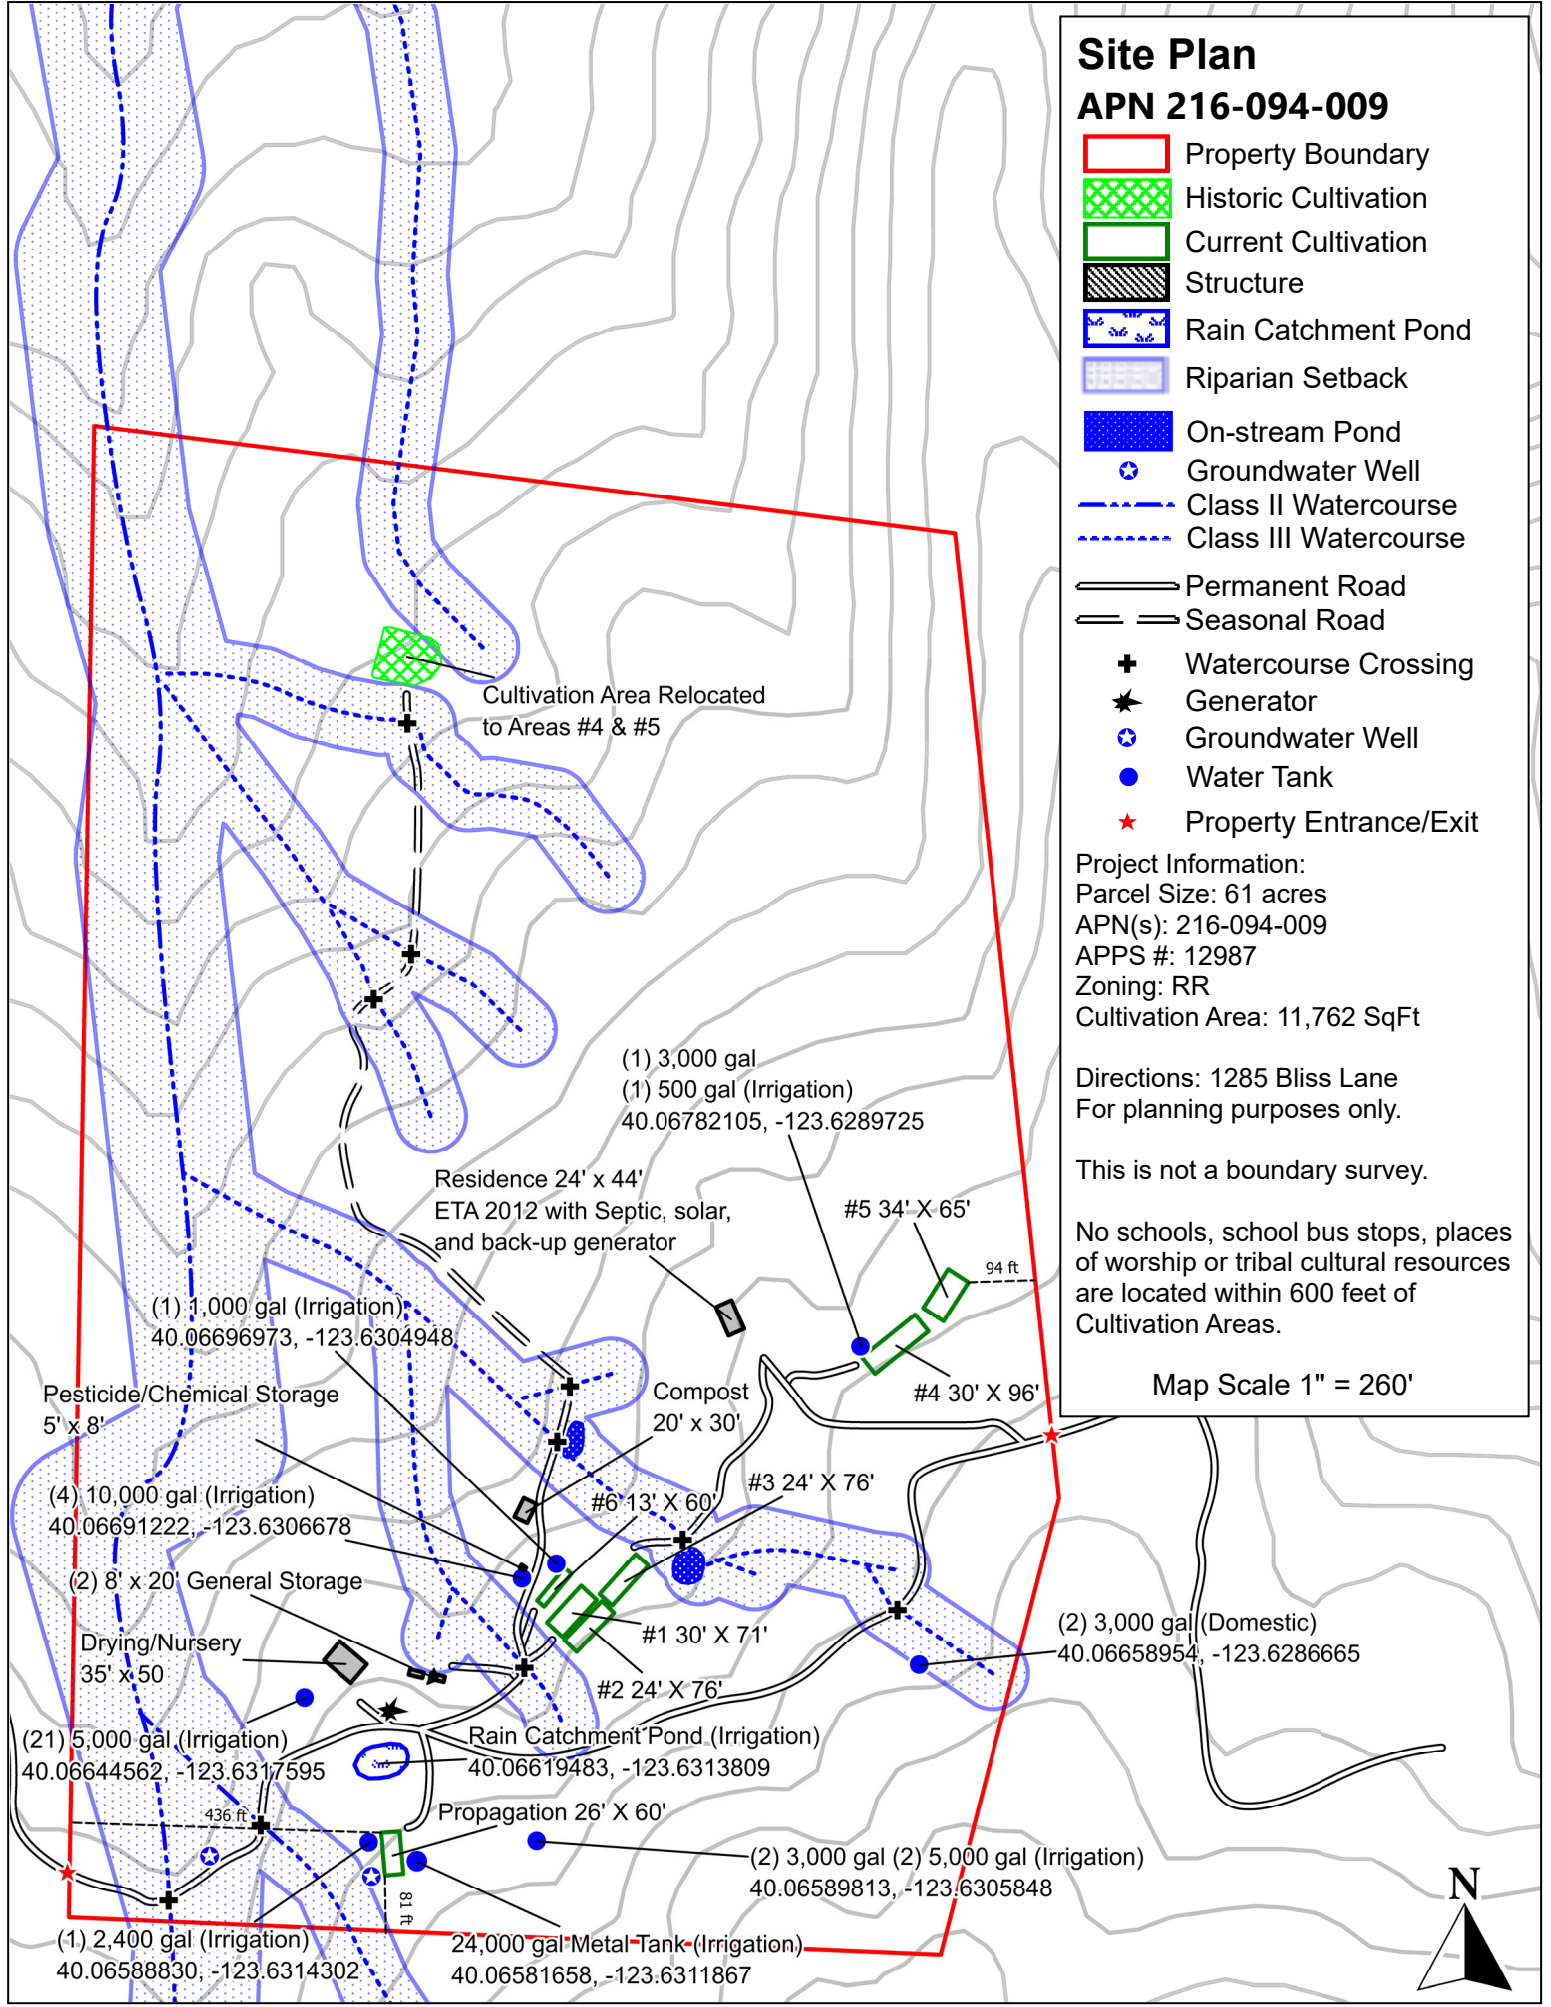 Site Plan
APN 216-094-009
Property Boundary
Historic Cultivation
Current Cultivation
Structure
Rain Catchment Pond
Riparian Setback
On-stream Pond
Groundwater Well
Class II Watercourse
Class III Watercourse
Permanent Road
Seasonal Road
Watercourse Crossing
Generator
Groundwater Well
Water Tank
Property Entrance/Exit
Project Information:
Parcel Size: 61 acres
APN(s): 216-094-009
APPS #: 12987
Zoning: RR
Cultivation Area: 11,762 SqFt
Directions: 1285 Bliss Lane
For planning purposes only.
This is not a boundary survey.
No schools, school bus stops, places
of worship or tribal cultural resources
are located within 600 feet of
Cultivation Areas.
Map Scale 1" = 260'
Cultivation Area Relocated
to Areas #4 & #5
(1) 3,000 gal
(1) 500 gal (Irrigation)
40.06782105, -123.6289725
Residence 24' x 44'
ETA 2012 with Septic, solar,
and back-up generator
#5 34' X 65'
94 ft
(1) 1,000 gal (Irrigation)
40.06696973, -123.6304948
#4 30' X 96'
Pesticide/Chemical Storage
5' x 8'
Compost
20' x 30'
(4) 10,000 gal (Irrigation)
40.06691222, -123.6306678
#6 13' X 60'
#3 24' X 76'
(2) 8' x 20' General Storage
#1 30' X 71'
(2) 3,000 gal (Domestic)
40.06658954, -123.6286665
Drying/Nursery
35' x 50
#2 24' X 76'
(21) 5,000 gal (Irrigation)
40.06644562, -123.6317595
Rain Catchment Pond (Irrigation)
40.06619483, -123.6313809
436 ft
Propagation 26' X 60'
(2) 3,000 gal (2) 5,000 gal (Irrigation)
40.06589813, -123.6305848
81 ft
(1) 2,400 gal (Irrigation)
40.06588830, -123.6314302
24,000 gal Metal Tank (Irrigation)
40.06581658, -123.6311867
N